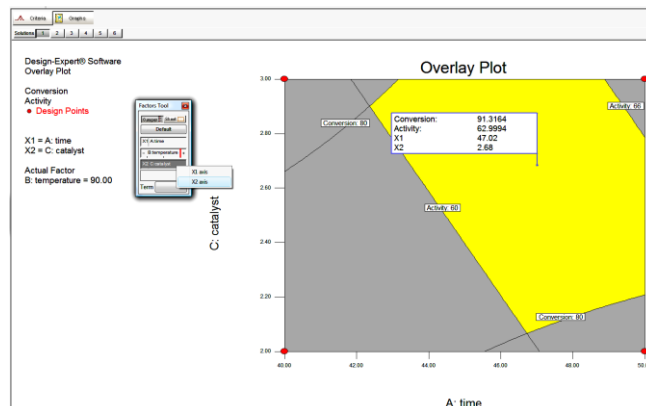 Criteria
Graphs
Solutions 1 2 3 4 5 6
Design-Expert® Software
Overlay Plot
Conversion
Activity
Design Points
X1 = A: time
X2 = C: catalyst
Actual Factor
B: temperature = 90.00
Factors Tool
Default
X1 A:time
B:temperature
X2 C:catalyst
X1 axis
X2 axis
Term
Overlay Plot
3.00
2.80
2.60
2.40
2.20
2.00
C: catalyst
40.00
42.00
44.00
46.00
48.00
A: time
Conversion: 80
Activity: 66
Conversion: 91.3164
Activity: 62.9994
X1 47.02
X2 2.68
Activity: 60
Conversion: 80